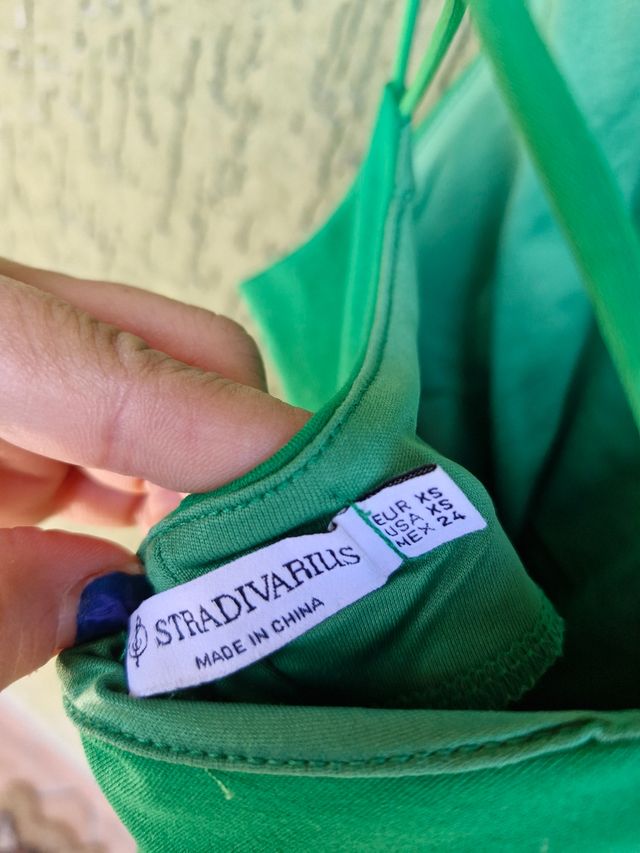 STRADIVARIUS
MADE IN CHINA
EUR XS
USA XS
MEX 24